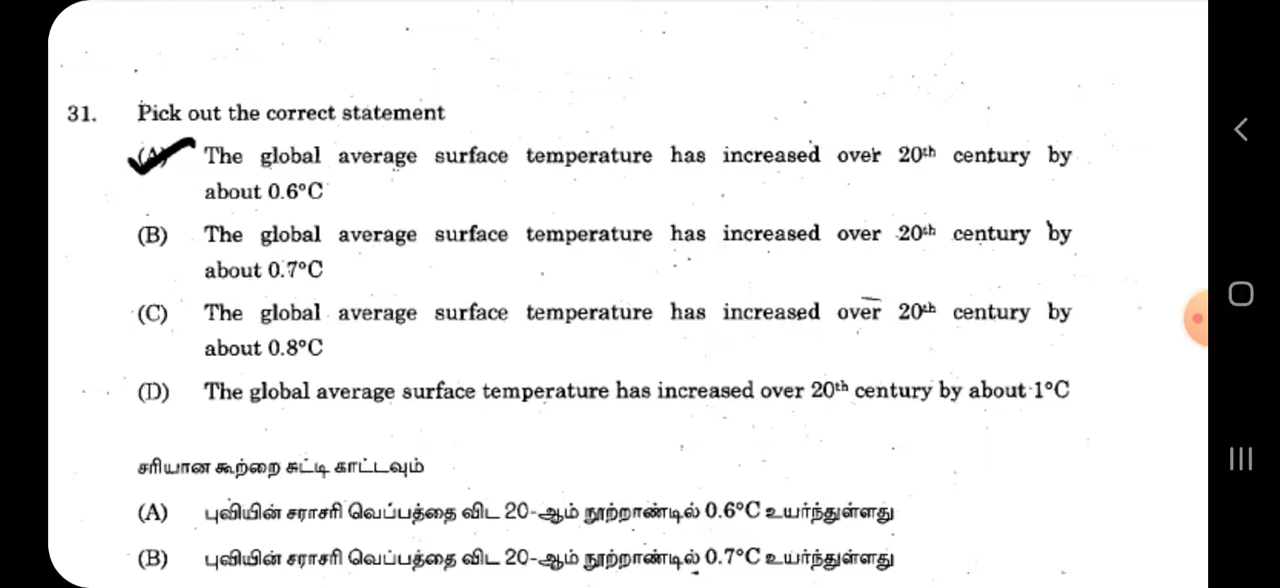 31. Pick out the correct statement
(A) The global average surface temperature has increased over 20th century by
about 0.6°C
(B) The global average surface temperature has increased over 20th century by
about 0.7°C
(C) The global average surface temperature has increased over 20th century by
about 0.8°C
(D) The global average surface temperature has increased over 20th century by about 1°C
சரியான கூற்றை சுட்டி காட்டவும்
(A) புவியின் சராசரி வெப்பத்தை விட 20-ஆம் நூற்றாண்டில் 0.6°C உயர்ந்துள்ளது
(B) புவியின் சராசரி வெப்பத்தை விட 20-ஆம் நூற்றாண்டில் 0.7°C உயர்ந்துள்ளது